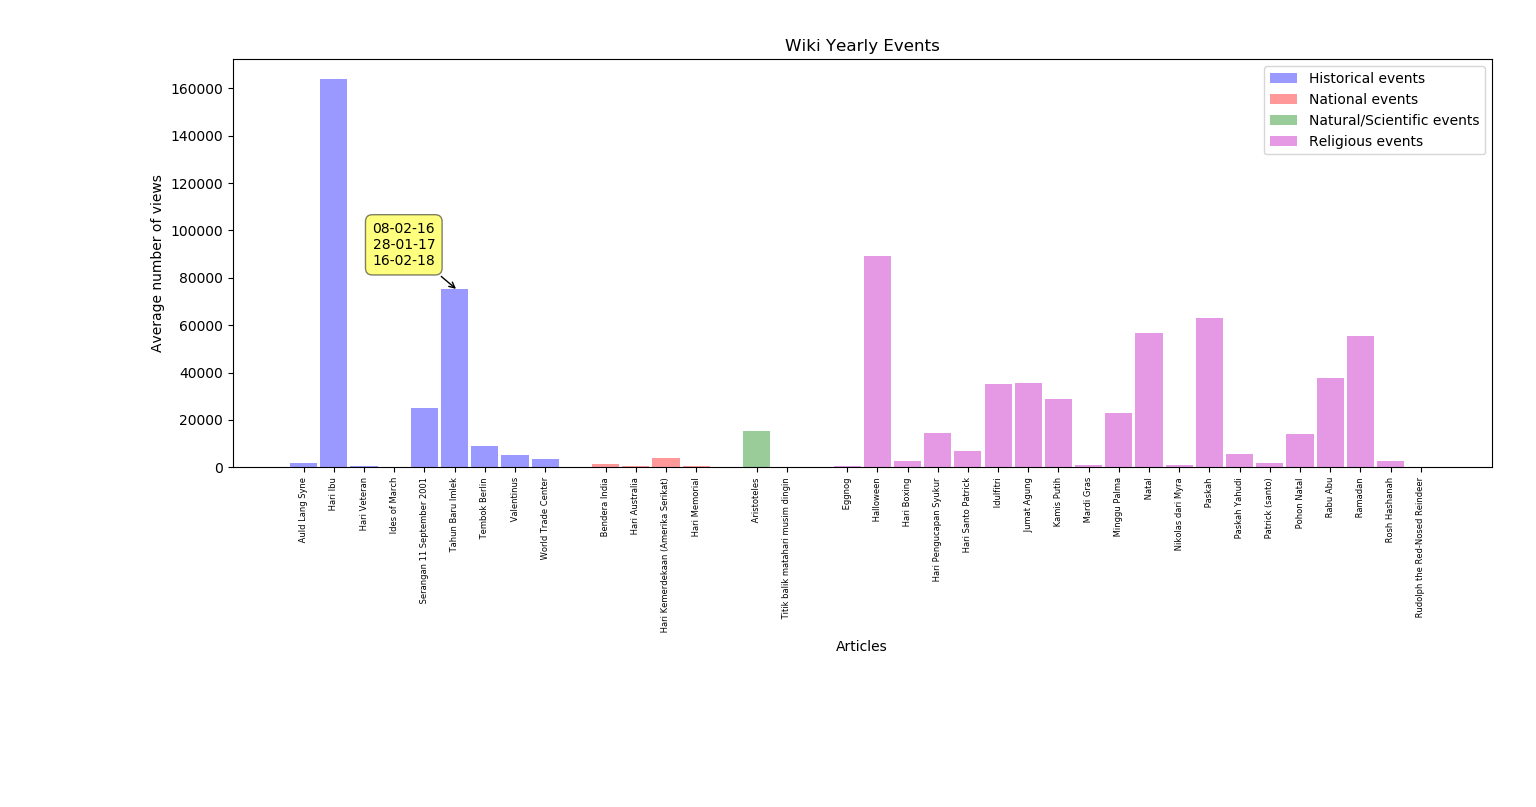 Wiki Yearly Events
Average number of views
160000
140000
120000
100000
80000
60000
40000
20000
0
08-02-16
28-01-17
16-02-18
Historical events
National events
Natural/Scientific events
Religious events
Auld Lang Syne
Hari Ibu
Hari Veteran
Ides of March
Serangan 11 September 2001
Tahun Baru Imlek
Tembok Berlin
Valentinus
World Trade Center
Bendera India
Hari Australia
Hari Kemerdekaan (Amerika Serikat)
Hari Memorial
Aristoteles
Titik balik matahari musim dingin
Eggnog
Halloween
Hari Boxing
Hari Pengucapan Syukur
Hari Santo Patrick
Idulfitri
Jumat Agung
Kamis Putih
Mardi Gras
Minggu Palma
Natal
Nikolas dari Myra
Paskah
Paskah Yahudi
Patrick (santo)
Pohon Natal
Rabu Abu
Ramadan
Rosh Hashanah
Rudolph the Red-Nosed Reindeer
Articles